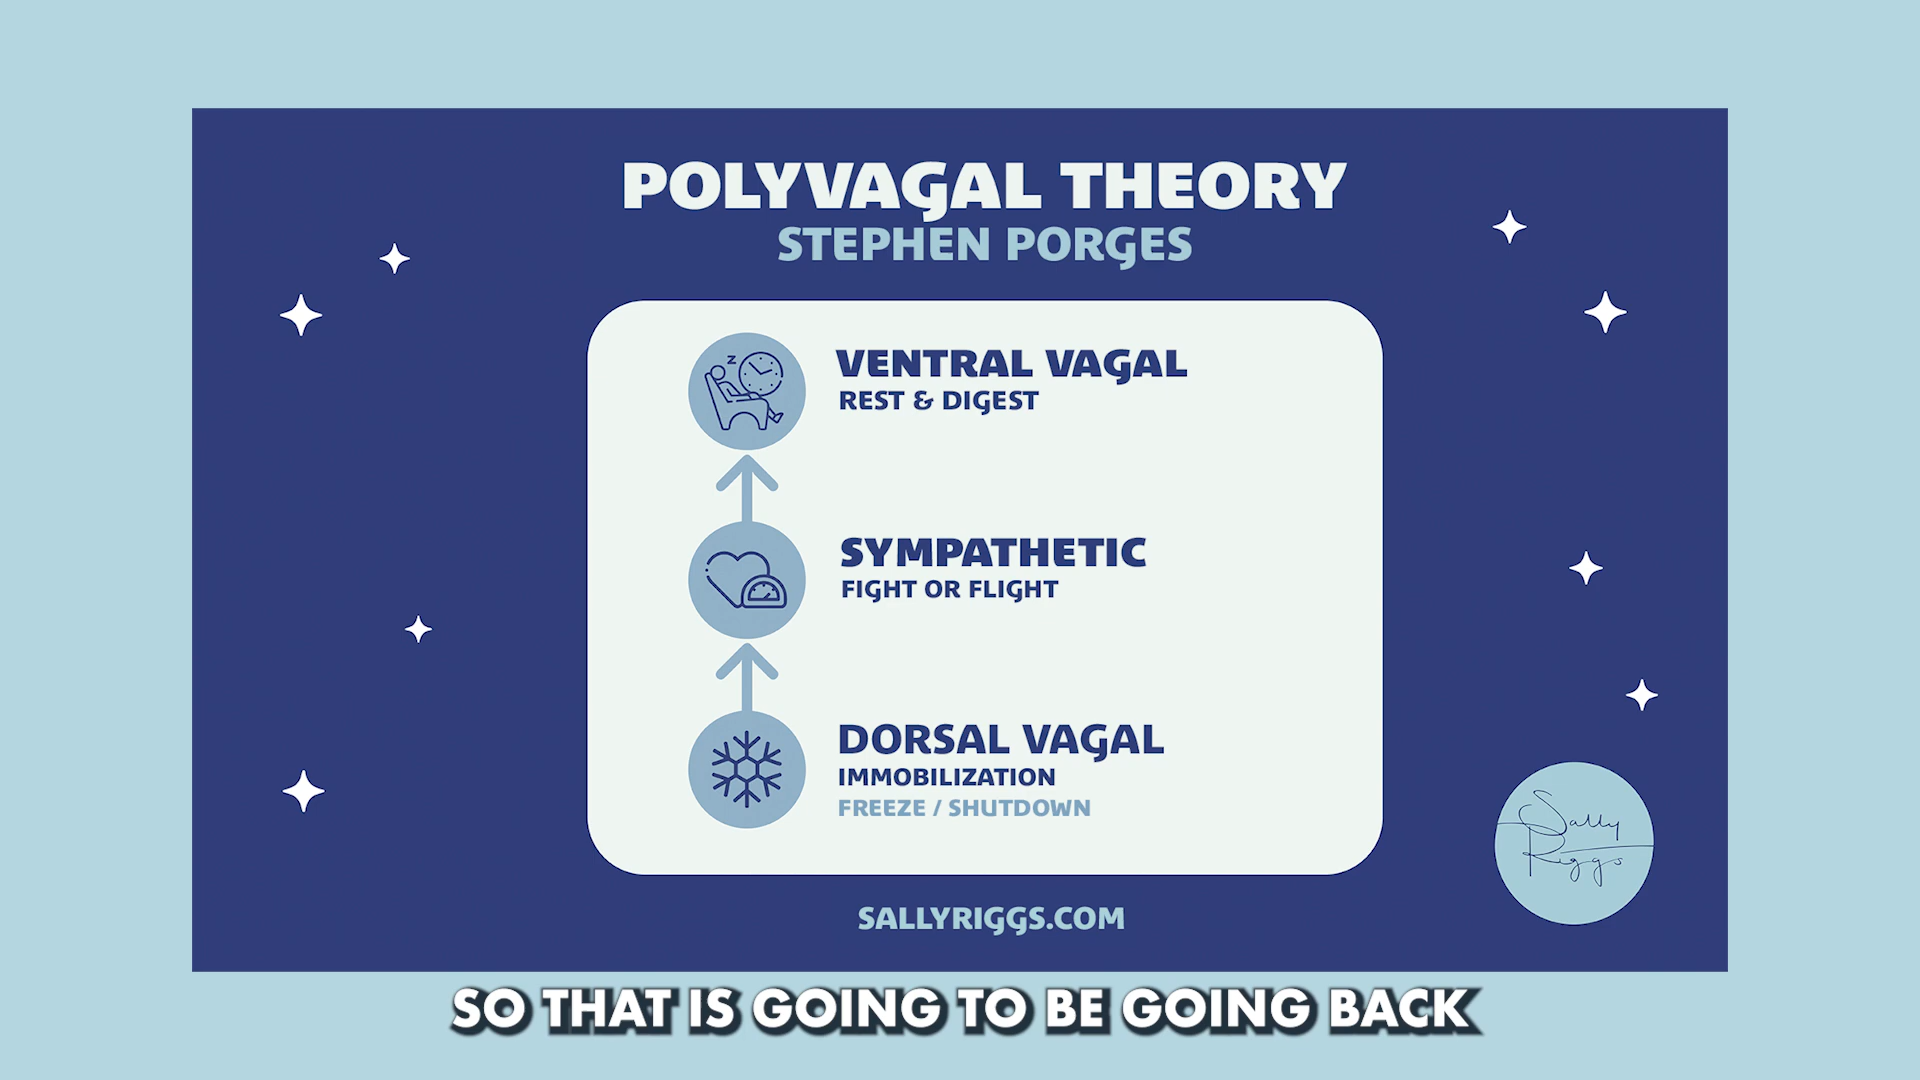 POLYVAGAL THEORY
STEPHEN PORGES
Z
VENTRAL VAGAL
REST & DIGEST
SYMPATHETIC
FIGHT OR FLIGHT
DORSAL VAGAL
IMMOBILIZATION
FREEZE / SHUTDOWN
Sally
Riggs
SALLYRIGGS.COM
SO THAT IS GOING TO BE GOING BACK